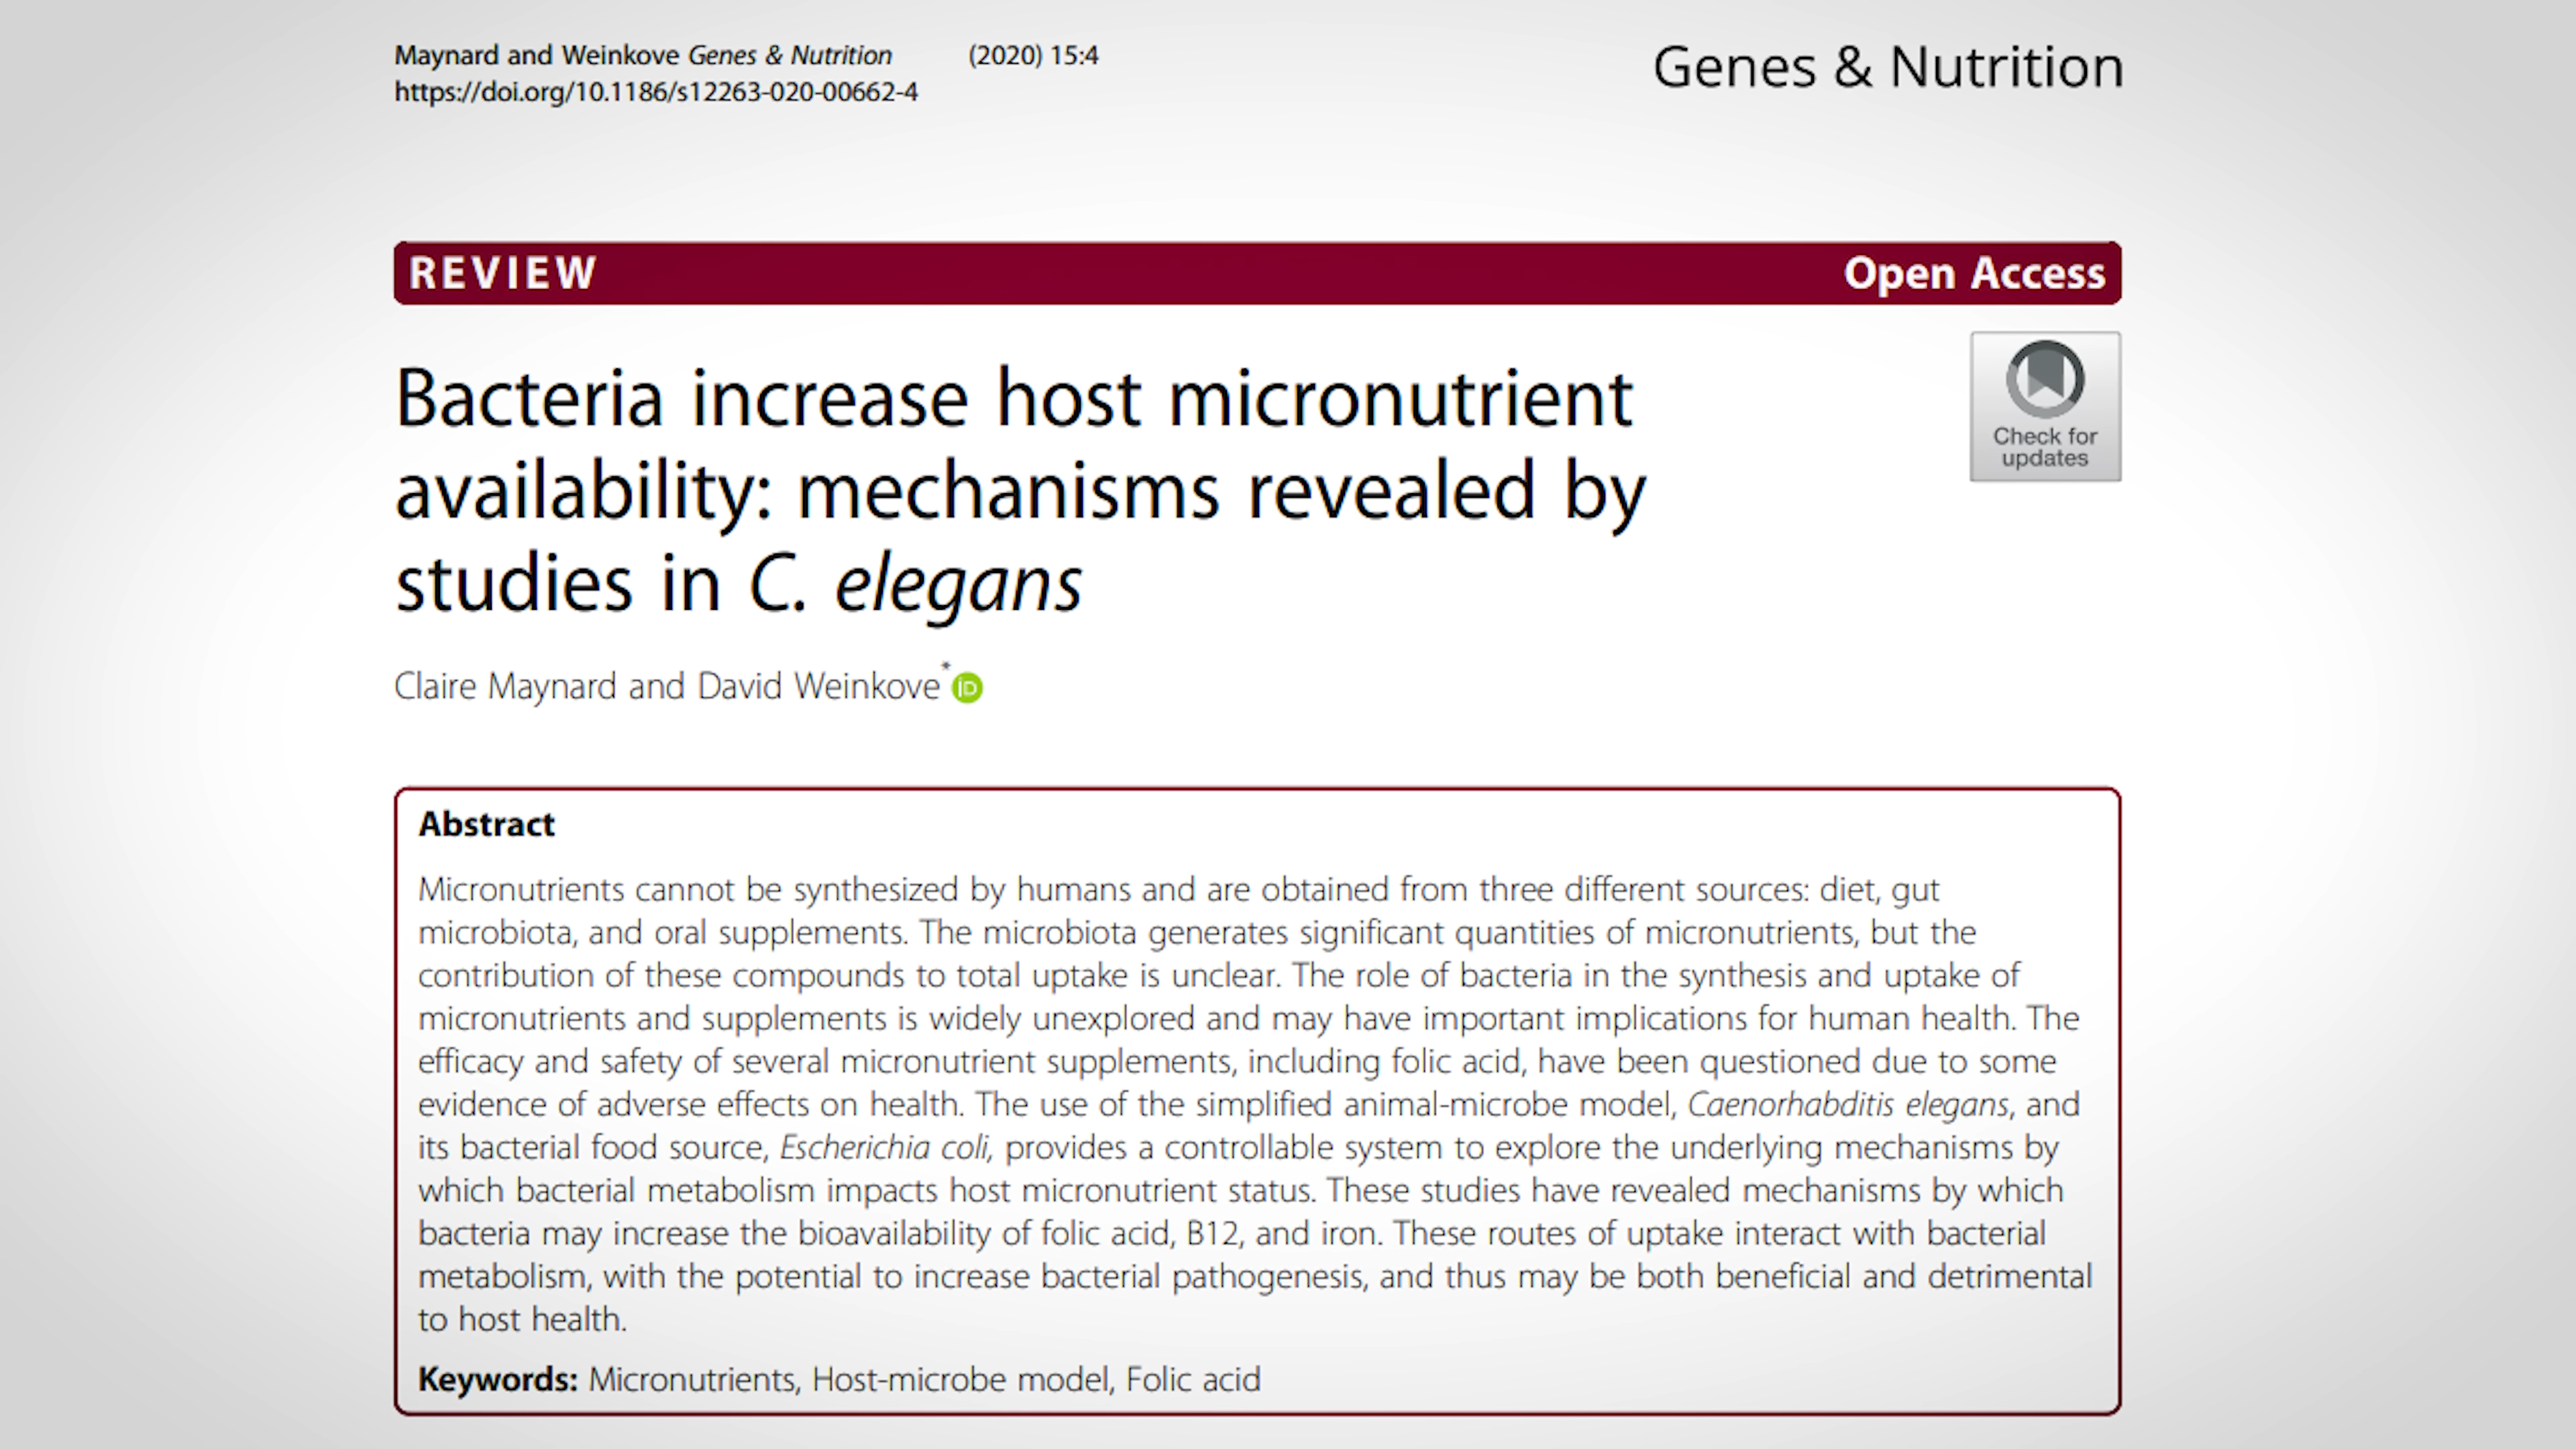 Maynard and Weinkove Genes & Nutrition (2020) 15:4
https://doi.org/10.1186/s12263-020-00662-4
Genes & Nutrition
REVIEW Open Access
Bacteria increase host micronutrient
availability: mechanisms revealed by
studies in C. elegans
Check for
updates
Claire Maynard and David Weinkove* iD
Abstract
Micronutrients cannot be synthesized by humans and are obtained from three different sources: diet, gut
microbiota, and oral supplements. The microbiota generates significant quantities of micronutrients, but the
contribution of these compounds to total uptake is unclear. The role of bacteria in the synthesis and uptake of
micronutrients and supplements is widely unexplored and may have important implications for human health. The
efficacy and safety of several micronutrient supplements, including folic acid, have been questioned due to some
evidence of adverse effects on health. The use of the simplified animal-microbe model, Caenorhabditis elegans, and
its bacterial food source, Escherichia coli, provides a controllable system to explore the underlying mechanisms by
which bacterial metabolism impacts host micronutrient status. These studies have revealed mechanisms by which
bacteria may increase the bioavailability of folic acid, B12, and iron. These routes of uptake interact with bacterial
metabolism, with the potential to increase bacterial pathogenesis, and thus may be both beneficial and detrimental
to host health.
Keywords: Micronutrients, Host-microbe model, Folic acid